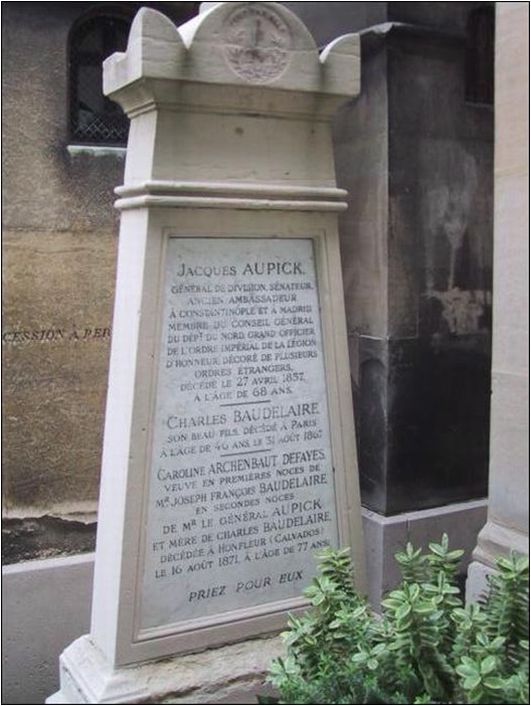 CESSION À PER
JACQUES AUPICK,
GÉNÉRAL DE DIVISION, SÉNATEUR,
ANCIEN AMBASSADEUR
À CONSTANTINOPLE ET À MADRID
MEMBRE DU CONSEIL GÉNÉRAL
DU DÉPT DU NORD, GRAND OFFICIER
DE L'ORDRE IMPÉRIAL DE LA LÉGION
D'HONNEUR, DÉCORÉ DE PLUSIEURS
ORDRES ÉTRANGERS,
DÉCÉDÉ LE 27 AVRIL 1857,
À L'ÂGE DE 68 ANS.
CHARLES BAUDELAIRE
SON BEAU FILS, DÉCÉDÉ À PARIS
À L'ÂGE DE 46 ANS, LE 31 AOÛT 1867
CAROLINE ARCHENBAUT DEFAYES,
VEUVE EN PREMIÈRES NOCES DE
MR. JOSEPH FRANÇOIS BAUDELAIRE
EN SECONDES NOCES
DE MR. LE GÉNÉRAL AUPICK
ET MÈRE DE CHARLES BAUDELAIRE
DÉCÉDÉE À HONFLEUR (CALVADOS)
LE 16 AOÛT 1871, À L'ÂGE DE 77 ANS.
PRIEZ POUR EUX